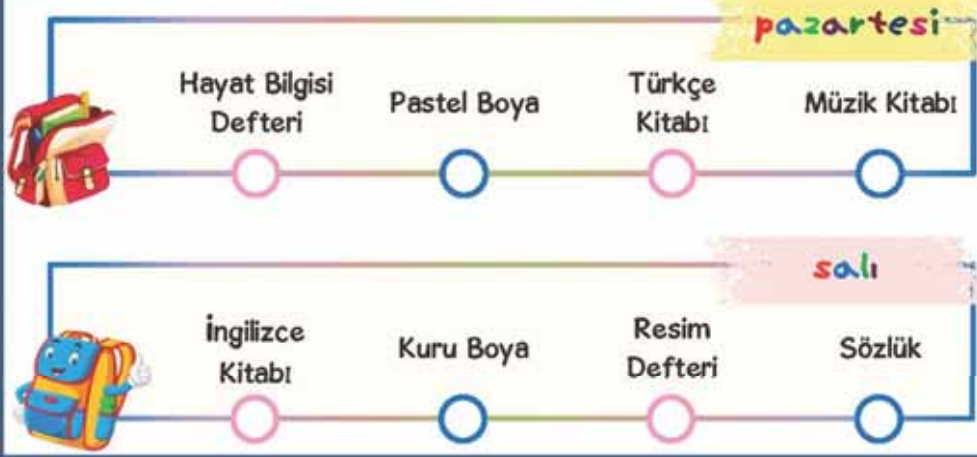 pazartesi
Hayat Bilgisi
Defteri
Pastel Boya
Türkçe
Kitabı
Müzik Kitabı
salı
İngilizce
Kitabı
Kuru Boya
Resim
Defteri
Sözlük